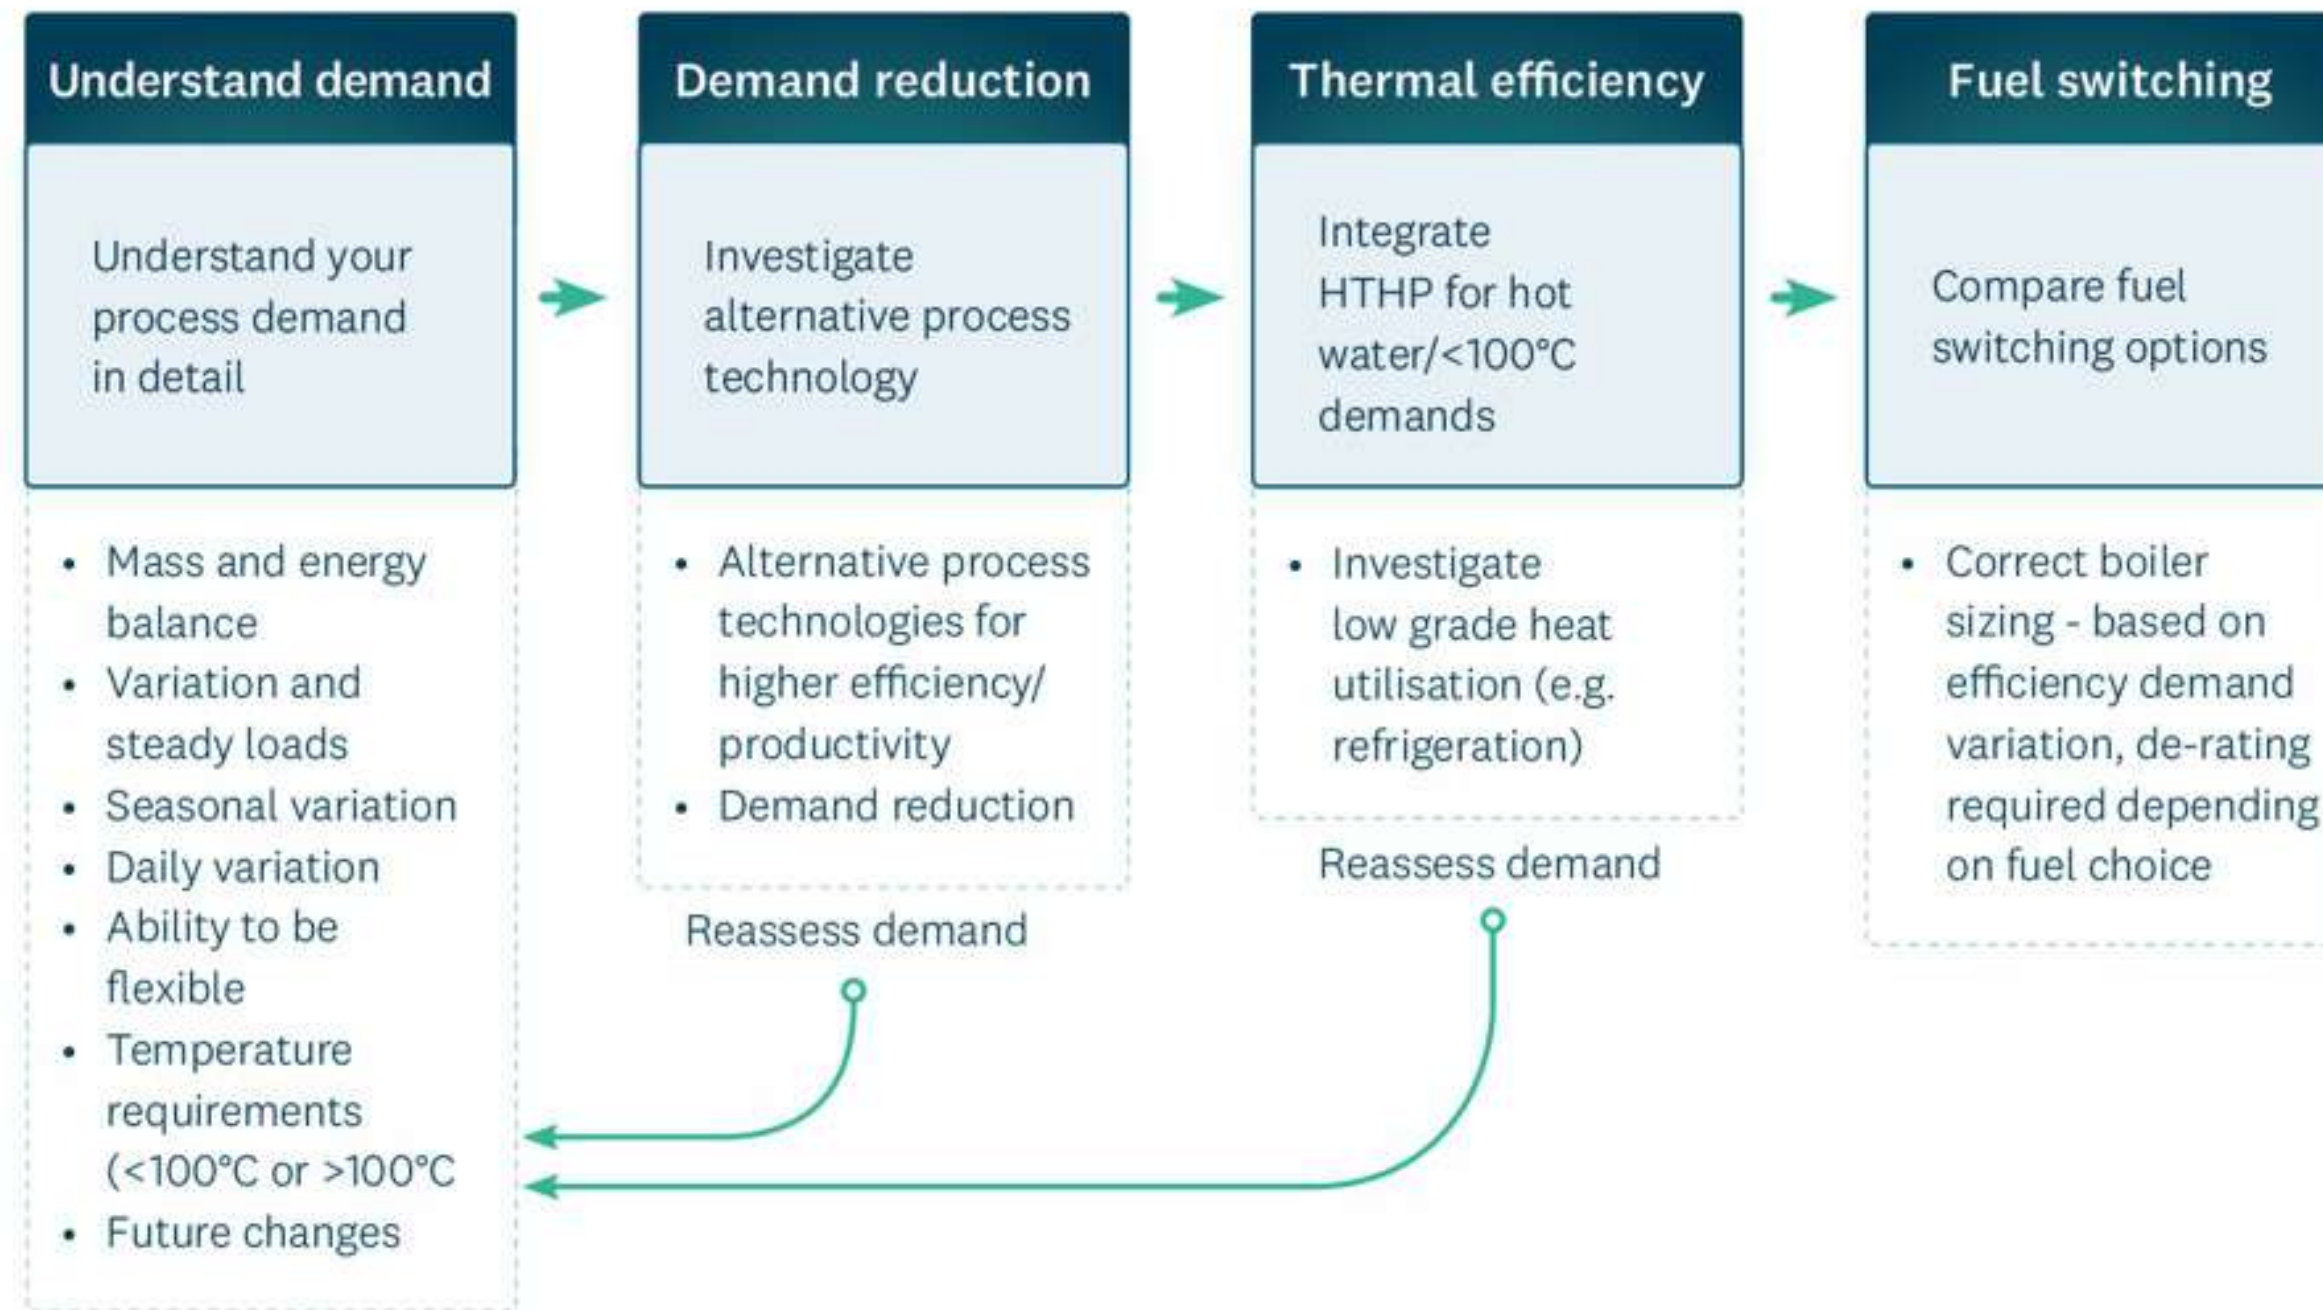 Understand demand
Understand your
process demand
in detail
• Mass and energy
balance
• Variation and
steady loads
• Seasonal variation
• Daily variation
• Ability to be
flexible
• Temperature
requirements
(<100°C or >100°C
• Future changes
Demand reduction
Investigate
alternative process
technology
• Alternative process
technologies for
higher efficiency/
productivity
• Demand reduction
Reassess demand
Thermal efficiency
Integrate
HTHP for hot
water/<100°C
demands
• Investigate
low grade heat
utilisation (e.g.
refrigeration)
Reassess demand
Fuel switching
Compare fuel
switching options
• Correct boiler
sizing - based on
efficiency demand
variation, de-rating
required depending
on fuel choice